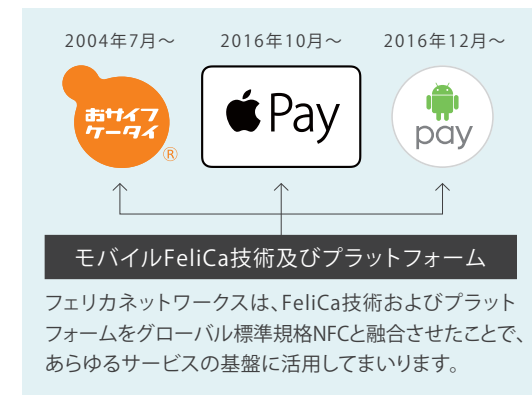 2004年7月〜 2016年10月〜 2016年12月〜
おサイフ
ケータイ
®
Pay
pay
モバイルFeliCa技術及びプラットフォーム
フェリカネットワークスは、FeliCa技術およびプラット
フォームをグローバル標準規格NFCと融合させたことで、
あらゆるサービスの基盤に活用してまいります。